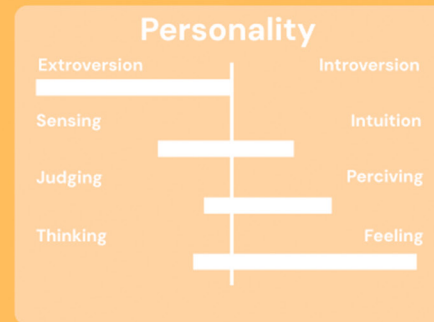 Personality
Extroversion Introversion
Sensing Intuition
Judging Perciving
Thinking Feeling